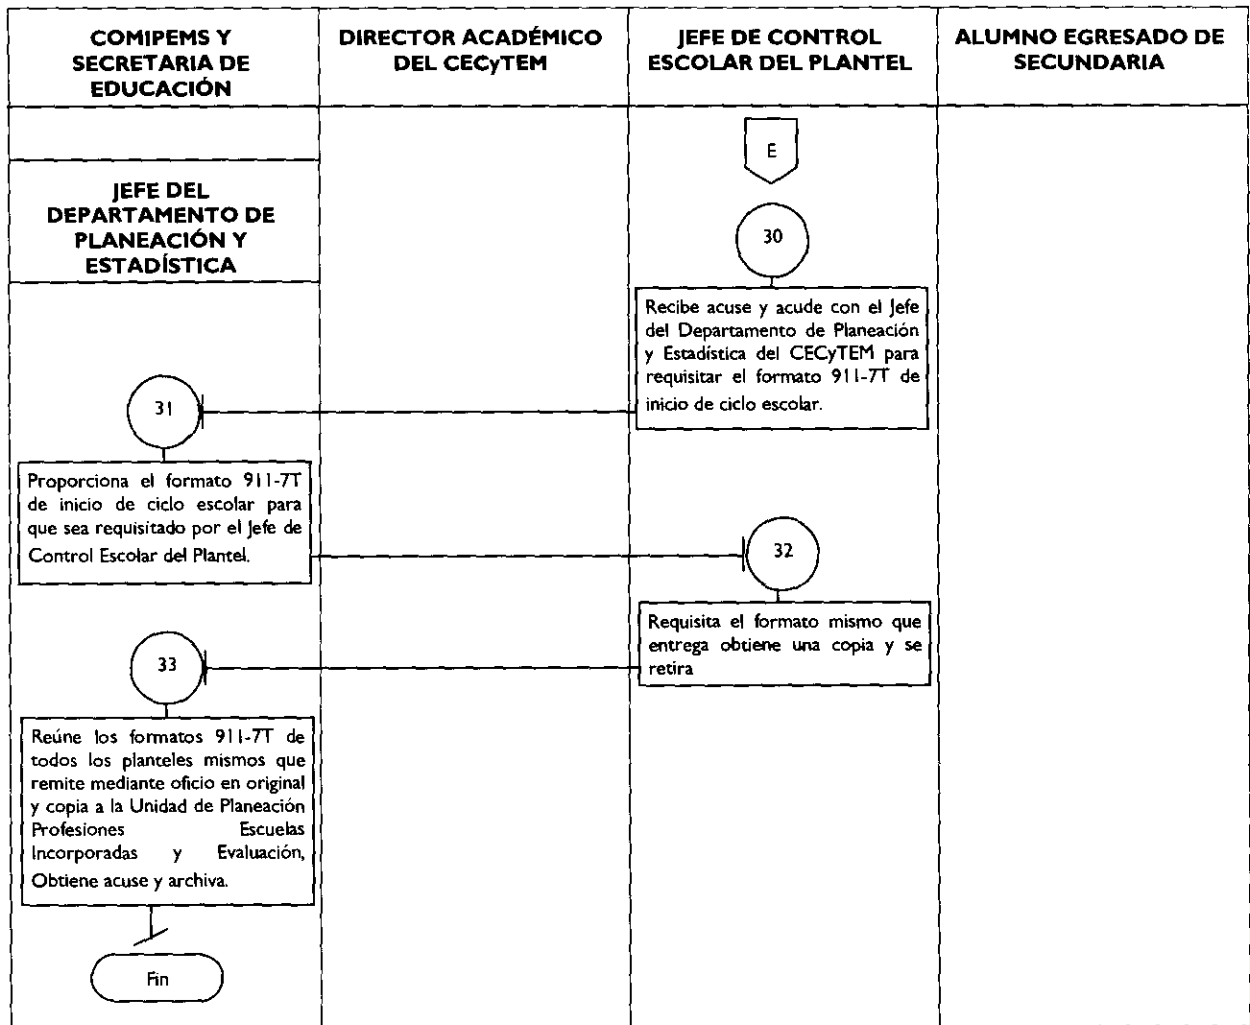 COMIPEMS Y
SECRETARIA DE
EDUCACIÓN
DIRECTOR ACADÉMICO
DEL CECyTEM
JEFE DE CONTROL
ESCOLAR DEL PLANTEL
ALUMNO EGRESADO DE
SECUNDARIA
E
JEFE DEL
DEPARTAMENTO DE
PLANEACIÓN Y
ESTADÍSTICA
30
Recibe acuse y acude con el Jefe
del Departamento de Planeación
y Estadística del CECyTEM para
requisitar el formato 911-7T de
inicio de ciclo escolar.
31
Proporciona el formato 911-7T
de inicio de ciclo escolar para
que sea requisitado por el Jefe de
Control Escolar del Plantel.
32
Requisita el formato mismo que
entrega obtiene una copia y se
retira
33
Reúne los formatos 911-7T de
todos los planteles mismos que
remite mediante oficio en original
y copia a la Unidad de Planeación
Profesiones Escuelas
Incorporadas y Evaluación,
Obtiene acuse y archiva.
Fin